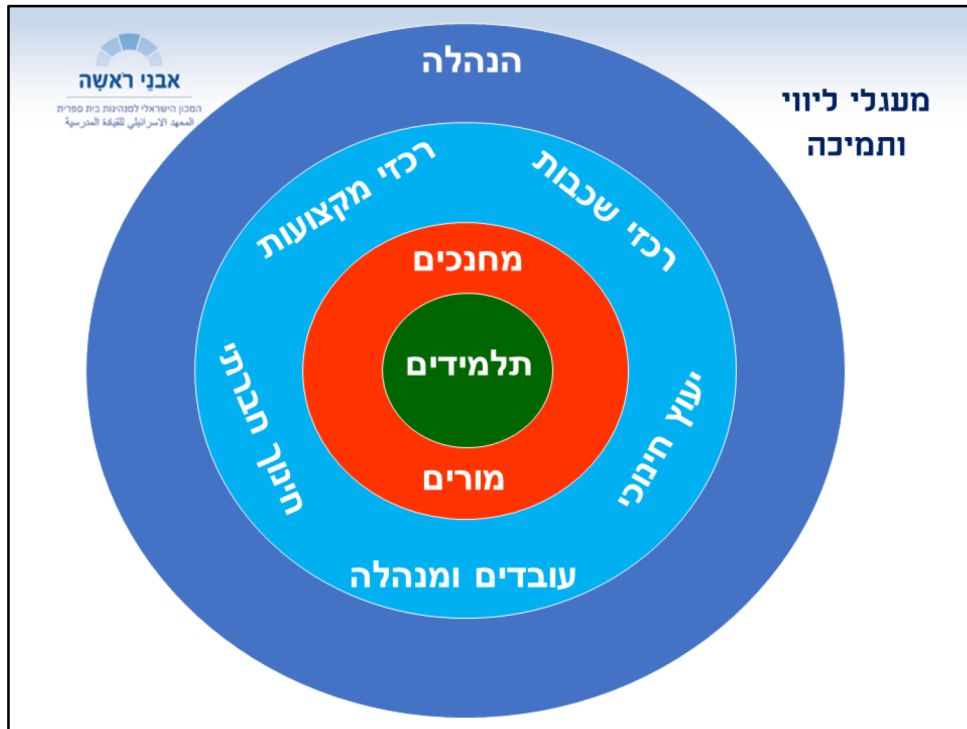 אבני ראשה
המכון הישראלי למנהיגות בית ספרית
المعهد الاسرائيلي للقيادة المدرسية
מעגלי ליווי
ותמיכה
הנהלה
רכזי שכבות
רכזי מקצועות
מחנכים
תלמידים
מורים
יעוץ חינוכי
חינוך חברתי
עובדים ומנהלה